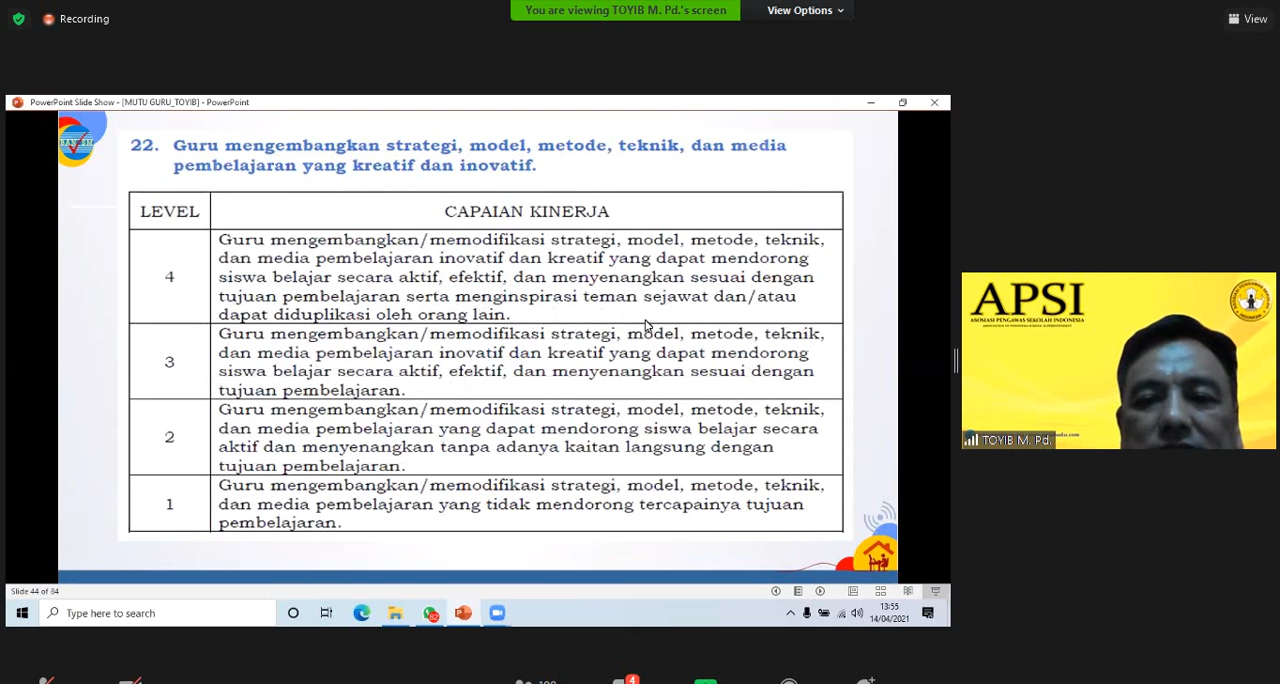 Recording
You are viewing TOYIB M. Pd.'s screen
View Options
View
PowerPoint Slide Show - [MUTU GURU_TOYIB] - PowerPoint
22. Guru mengembangkan strategi, model, metode, teknik, dan media
pembelajaran yang kreatif dan inovatif.
LEVEL
CAPAIAN KINERJA
4
Guru mengembangkan/memodifikasi strategi, model, metode, teknik,
dan media pembelajaran inovatif dan kreatif yang dapat mendorong
siswa belajar secara aktif, efektif, dan menyenangkan sesuai dengan
tujuan pembelajaran serta menginspirasi teman sejawat dan/atau
dapat diduplikasi oleh orang lain.
3
Guru mengembangkan/memodifikasi strategi, model, metode, teknik,
dan media pembelajaran inovatif dan kreatif yang dapat mendorong
siswa belajar secara aktif, efektif, dan menyenangkan sesuai dengan
tujuan pembelajaran.
2
Guru mengembangkan/memodifikasi strategi, model, metode, teknik,
dan media pembelajaran yang dapat mendorong siswa belajar secara
aktif dan menyenangkan tanpa adanya kaitan langsung dengan
tujuan pembelajaran.
1
Guru mengembangkan/memodifikasi strategi, model, metode, teknik,
dan media pembelajaran yang tidak mendorong tercapainya tujuan
pembelajaran.
Slide 44 of 84
Type here to search
62
13:55
14/04/2021
APSI
ASOSIASI PENGAWAS SEKOLAH INDONESIA
TOYIB M. Pd.
4